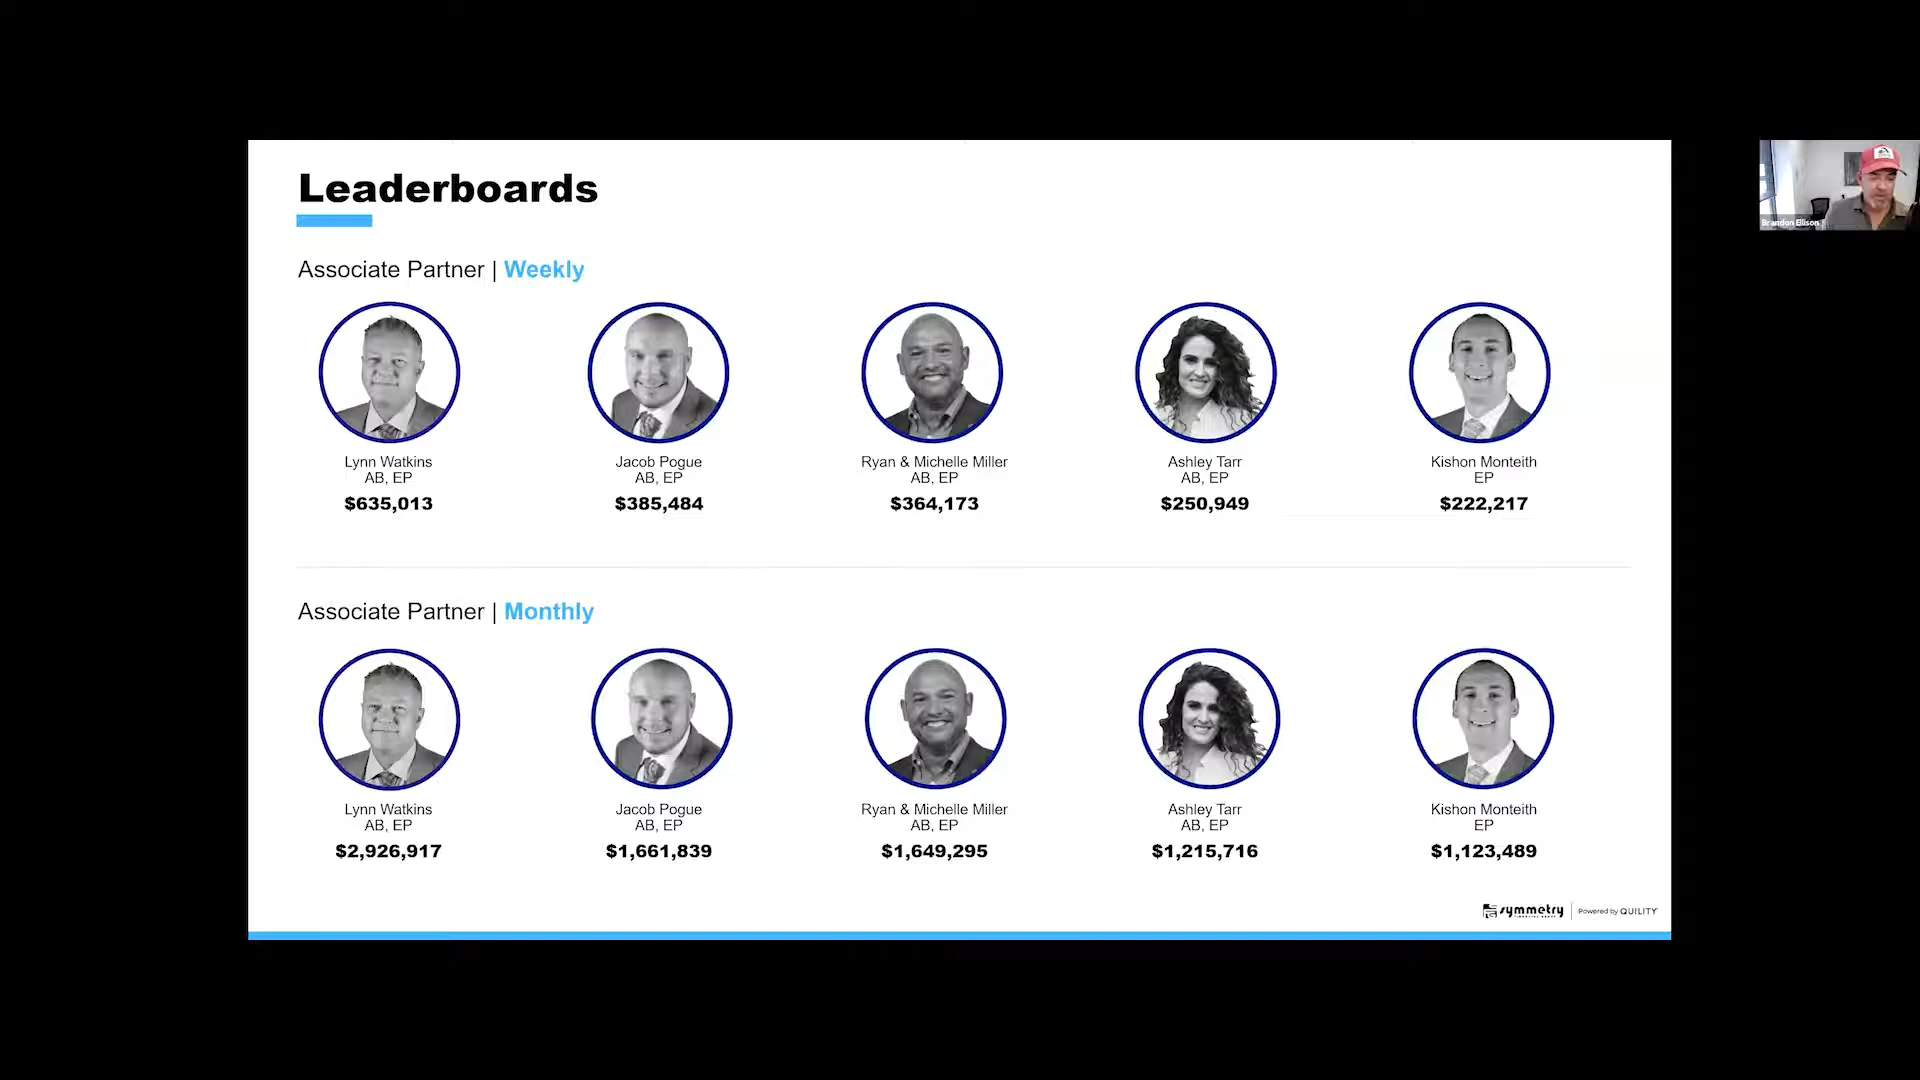 Leaderboards
Associate Partner | Weekly
Lynn Watkins
AB, EP
$635,013
Jacob Pogue
AB, EP
$385,484
Ryan & Michelle Miller
AB, EP
$364,173
Ashley Tarr
AB, EP
$250,949
Kishon Monteith
EP
$222,217
Associate Partner | Monthly
Lynn Watkins
AB, EP
$2,926,917
Jacob Pogue
AB, EP
$1,661,839
Ryan & Michelle Miller
AB, EP
$1,649,295
Ashley Tarr
AB, EP
$1,215,716
Kishon Monteith
EP
$1,123,489
symmetry
Powered by QUILITY
Brandon Ellison